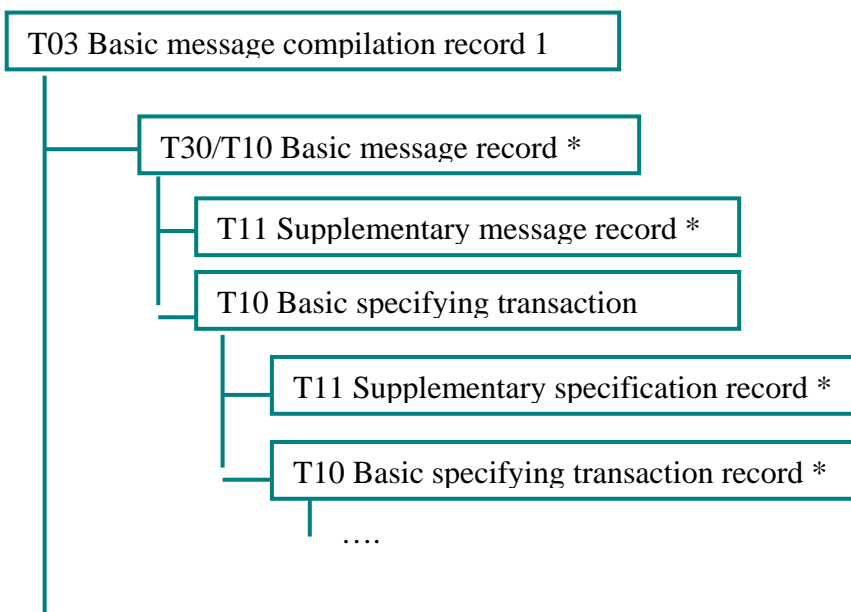 T03 Basic message compilation record 1
T30/T10 Basic message record *
T11 Supplementary message record *
T10 Basic specifying transaction
T11 Supplementary specification record *
T10 Basic specifying transaction record *
….